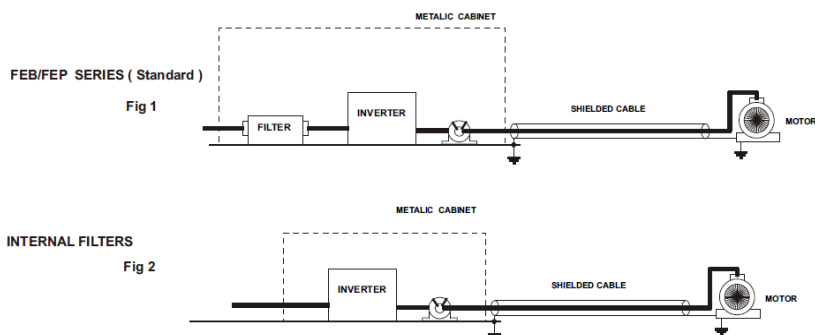 METALIC CABINET
FEB/FEP SERIES ( Standard )
Fig 1
FILTER
INVERTER
SHIELDED CABLE
MOTOR
METALIC CABINET
INTERNAL FILTERS
Fig 2
INVERTER
SHIELDED CABLE
MOTOR